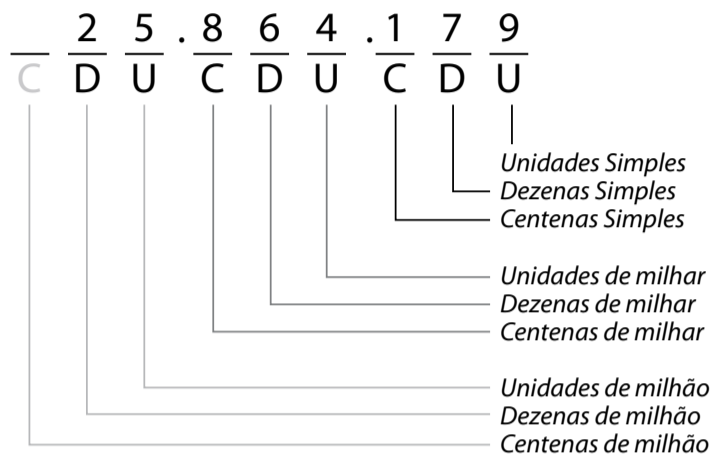 2 5 . 8 6 4 . 1 7 9
C D U C D U C D U
Unidades Simples
Dezenas Simples
Centenas Simples
Unidades de milhar
Dezenas de milhar
Centenas de milhar
Unidades de milhão
Dezenas de milhão
Centenas de milhão